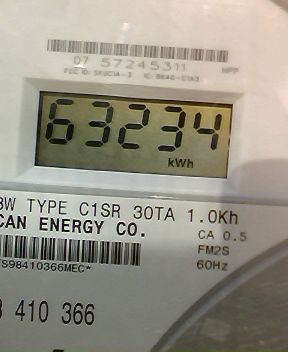 07 57245311
63234
kWh
3W TYPE C1SR 30TA 1.0Kh
CAN ENERGY CO.
CA 0.5
FM2S
60Hz
S98410366MEC*
410 366